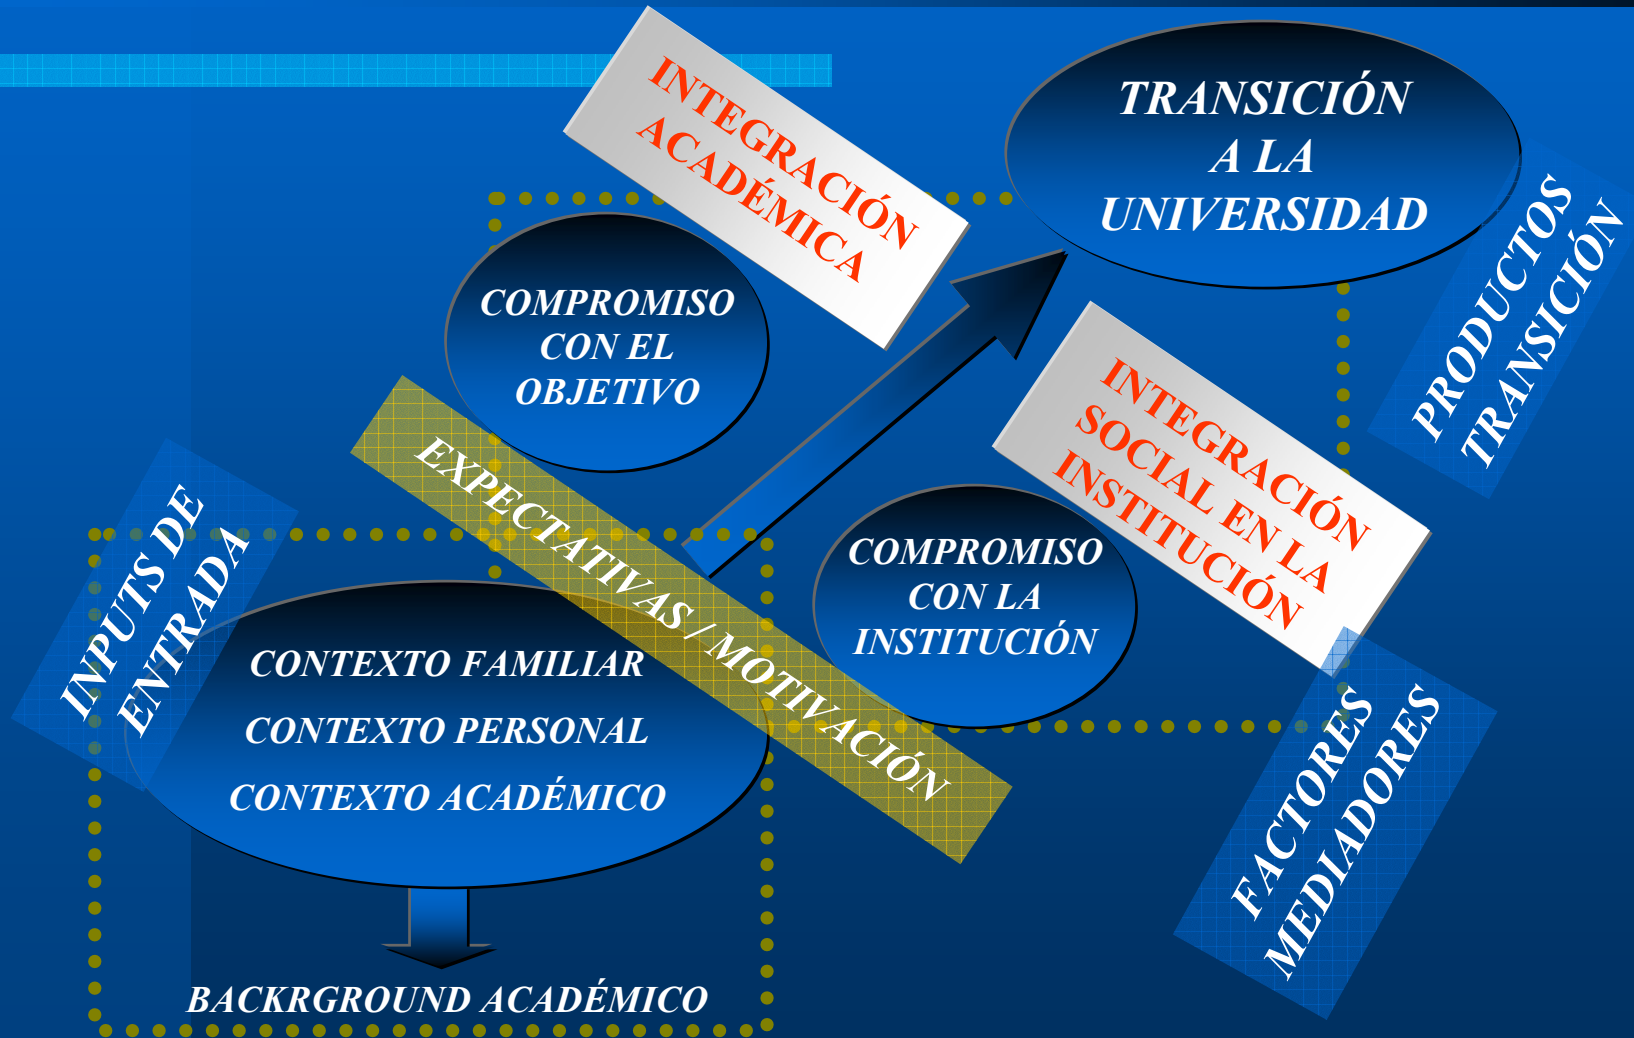 INTEGRACIÓN
ACADÉMICA
TRANSICIÓN
A LA
UNIVERSIDAD
PRODUCTOS
TRANSICIÓN
COMPROMISO
CON EL
OBJETIVO
INTEGRACIÓN
SOCIAL EN LA
INSTITUCIÓN
EXPECTATIVAS / MOTIVACIÓN
COMPROMISO
CON LA
INSTITUCIÓN
INPUTS DE
ENTRADA
CONTEXTO FAMILIAR
CONTEXTO PERSONAL
CONTEXTO ACADÉMICO
FACTORES
MEDIADORES
BACKRGROUND ACADÉMICO